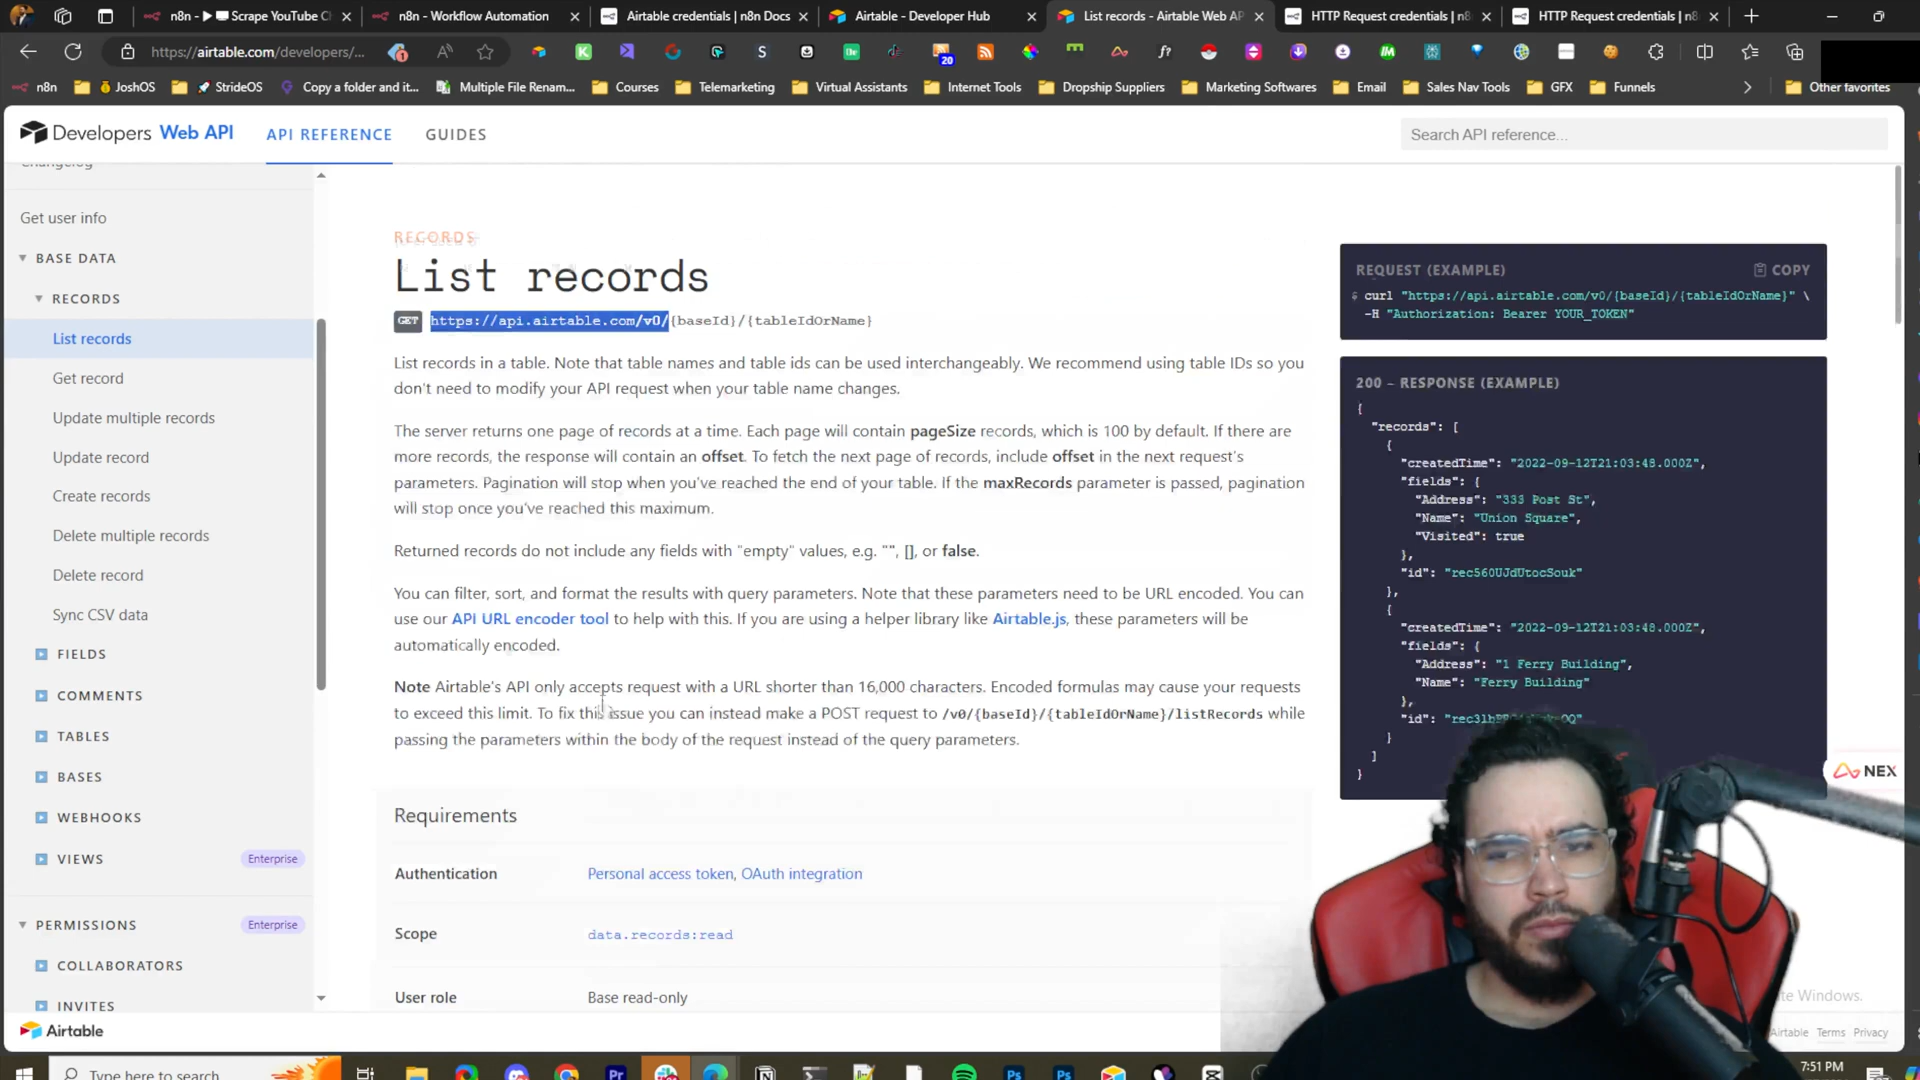 n8n - ▶ Scrape YouTube C
n8n - Workflow Automation
Airtable credentials | n8n Docs
Airtable - Developer Hub
List records - Airtable Web AP
HTTP Request credentials | n8
HTTP Request credentials | n8
https://airtable.com/developers/...
20
n8n
JoshOS
StrideOS
Copy a folder and it...
Multiple File Renam...
Courses
Telemarketing
Virtual Assistants
Internet Tools
Dropship Suppliers
Marketing Solutions
Email
Sales Nav Tools
GFX
Funnels
Other favorites
Developers Web API
API REFERENCE
GUIDES
Search API reference...
Changelog
Get user info
BASE DATA
RECORDS
List records
Get record
Update multiple records
Update record
Create records
Delete multiple records
Delete record
Sync CSV data
FIELDS
COMMENTS
TABLES
BASES
WEBHOOKS
VIEWS
Enterprise
PERMISSIONS
Enterprise
COLLABORATORS
INVITES
RECORDS
List records
GET https://api.airtable.com/v0/{baseId}/{tableIdOrName}
List records in a table. Note that table names and table ids can be used interchangeably. We recommend using table IDs so you
don't need to modify your API request when your table name changes.
The server returns one page of records at a time. Each page will contain pageSize records, which is 100 by default. If there are
more records, the response will contain an offset. To fetch the next page of records, include offset in the next request's
parameters. Pagination will stop when you've reached the end of your table. If the maxRecords parameter is passed, pagination
will stop once you've reached this maximum.
Returned records do not include any fields with "empty" values, e.g. "", [], or false.
You can filter, sort, and format the results with query parameters. Note that these parameters need to be URL encoded. You can
use our API URL encoder tool to help with this. If you are using a helper library like Airtable.js, these parameters will be
automatically encoded.
Note Airtable's API only accepts request with a URL shorter than 16,000 characters. Encoded formulas may cause your requests
to exceed this limit. To fix this issue you can instead make a POST request to /v0/{baseId}/{tableIdOrName}/listRecords while
passing the parameters within the body of the request instead of the query parameters.
Requirements
Authentication
Personal access token, OAuth integration
Scope
data.records:read
User role
Base read-only
REQUEST (EXAMPLE)
COPY
curl "https://api.airtable.com/v0/{baseId}/{tableIdOrName}" \
-H "Authorization: Bearer YOUR_TOKEN"
200 – RESPONSE (EXAMPLE)
{
"records": [
{
"createdTime": "2022-09-12T21:03:48.000Z",
"fields": {
"Address": "333 Post St",
"Name": "Union Square",
"Visited": true
},
"id": "rec560UJdUtocSouk"
},
{
"createdTime": "2022-09-12T21:03:48.000Z",
"fields": {
"Address": "1 Ferry Building",
"Name": "Ferry Building"
},
"id":
}
]
}
NEX
Windows.
Airtable
Airtable Terms Privacy
Type here to search
7:51 PM